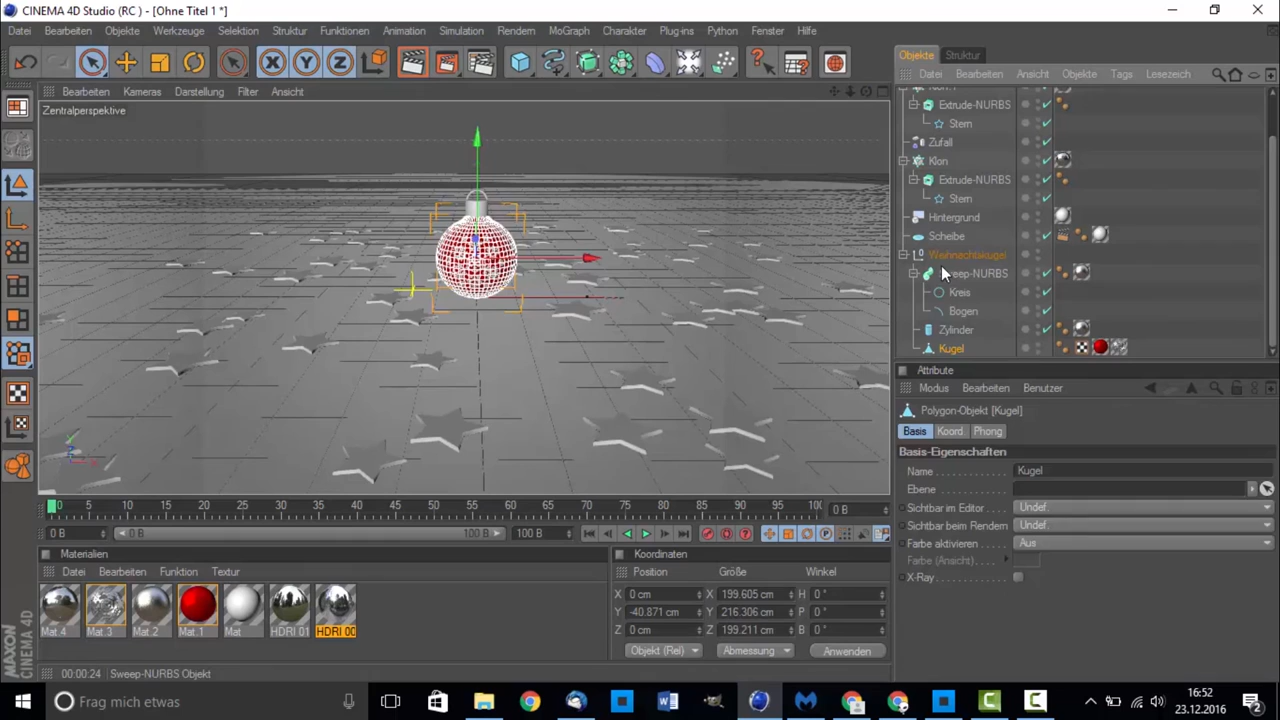 CINEMA 4D Studio (RC ) - [Ohne Titel 1 *]
Datei Bearbeiten Objekte Werkzeuge Selektion Struktur Funktionen Animation Simulation Rendern MoGraph Charakter Plug-ins Python Fenster Hilfe
Objekte Struktur
Bearbeiten Kameras Darstellung Filter Ansicht
Datei Bearbeiten Ansicht Objekte Tags Lesezeich
Zentralperspektive
Extrude-NURBS
Stern
Zufall
Klon
Extrude-NURBS
Stern
Hintergrund
Scheibe
Weihnachtskugel
Sweep-NURBS
Kreis
Bogen
Zylinder
Kugel
Attribute
Modus Bearbeiten Benutzer
Polygon-Objekt [Kugel]
Basis Koord Phong
Basis-Eigenschaften
Name Kugel
Ebene
Sichtbar im Editor Undef.
Sichtbar beim Rendern Undef.
Farbe aktivieren Aus
Farbe (Ansicht)
X-Ray
0 5 10 15 20 25 30 35 40 45 50 55 60 65 70 75 80 85 90 95 100 0 B
0 B 0 B 100 B 100 B
Materialien
Datei Bearbeiten Funktion Textur
Mat.4 Mat.3 Mat.2 Mat.1 Mat HDRI 01 HDRI 00
Koordinaten
Position Größe Winkel
X 0 cm X 199.605 cm H 0 °
Y -40.871 cm Y 216.306 cm P 0 °
Z 0 cm Z 199.211 cm B 0 °
Objekt (Rel) Abmessung Anwenden
MAXON
CINEMA 4D
00:00:24 Sweep-NURBS Objekt
Frag mich etwas
16:52
23.12.2016
2